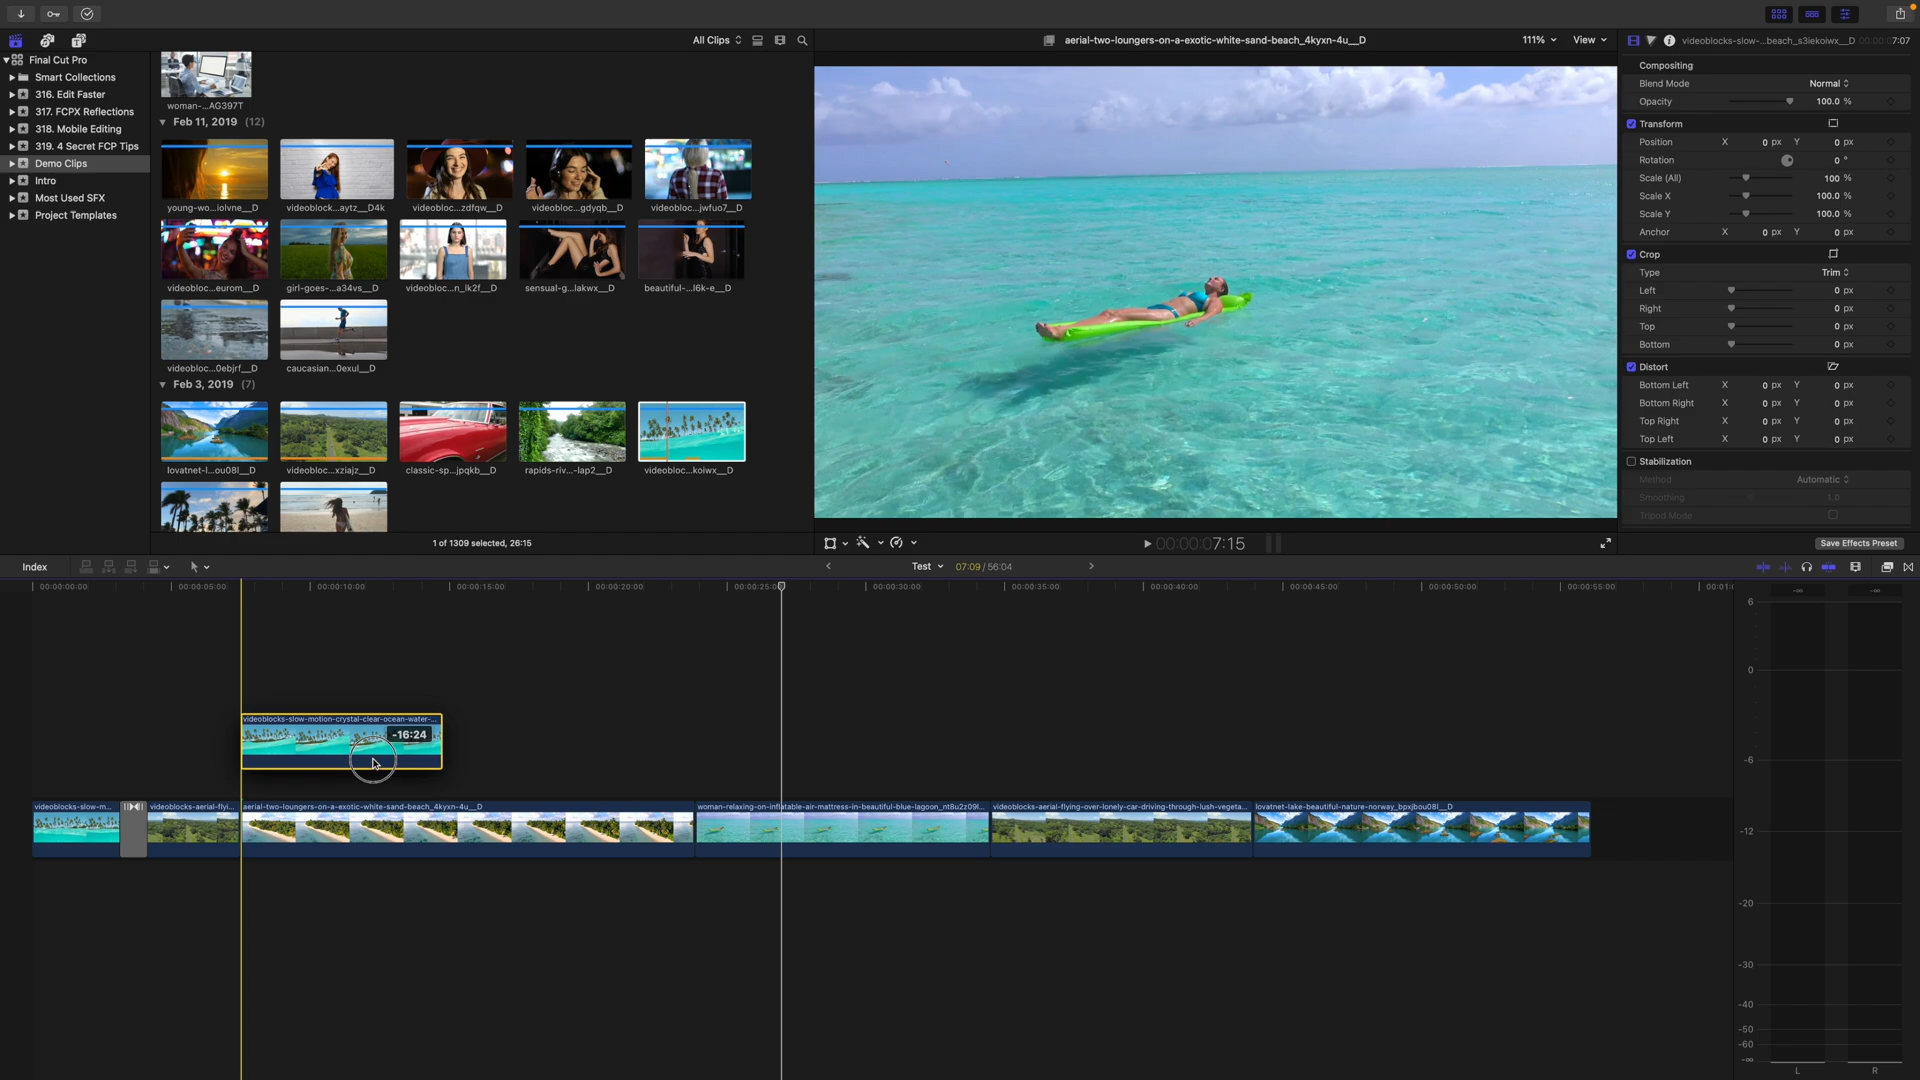 All Clips
aerial-two-loungers-on-a-exotic-white-sand-beach_4kyxn-4u__D
111%
View
videoblocks-slow-...beach_s3iekoiwx__D
7:07
Final Cut Pro
Smart Collections
316. Edit Faster
317. FCPX Reflections
318. Mobile Editing
319. 4 Secret FCP Tips
Demo Clips
Intro
Most Used SFX
Project Templates
woman-...AG397T
Feb 11, 2019 (12)
young-wo...iolvne__D
videoblock...aytz__D4k
videobloc...zdfqw__D
videobloc...gdyqb__D
videobloc...jwfuo7__D
videobloc...eurom__D
girl-goes-...a34vs__D
videobloc...n_lk2f__D
sensual-g...lakwx__D
beautiful-...l6k-e__D
videobloc...0ebjrf__D
caucasian...0exul__D
Feb 3, 2019 (7)
lovatnet-l...ou08l__D
videobloc...xziajz__D
classic-sp...jpqkb__D
rapids-riv...-lap2__D
videobloc...koiwx__D
1 of 1309 selected, 26:15
00:00:00:07:15
Compositing
Blend Mode Normal
Opacity 100.0 %
Transform
Position X 0 px Y 0 px
Rotation 0 °
Scale (All) 100 %
Scale X 100.0 %
Scale Y 100.0 %
Anchor X 0 px Y 0 px
Crop
Type Trim
Left 0 px
Right 0 px
Top 0 px
Bottom 0 px
Distort
Bottom Left X 0 px Y 0 px
Bottom Right X 0 px Y 0 px
Top Right X 0 px Y 0 px
Top Left X 0 px Y 0 px
Stabilization
Method Automatic
Smoothing 1.0
Tripod Mode
Save Effects Preset
Index
Test
07:09 / 56:04
00:00:00:00
00:00:05:00
00:00:10:00
00:00:15:00
00:00:20:00
00:00:25:00
00:00:30:00
00:00:35:00
00:00:40:00
00:00:45:00
00:00:50:00
00:00:55:00
videoblocks-slow-motion-crystal-clear-ocean-water-...
-16:24
videoblocks-slow-m...
videoblocks-aerial-flyi...
aerial-two-loungers-on-a-exotic-white-sand-beach_4kyxn-4u__D
woman-relaxing-on-inflatable-air-mattress-in-beautiful-blue-lagoon_ntBu2z09l...
videoblocks-aerial-flying-over-lonely-car-driving-through-lush-vegeta...
lovatnet-lake-beautiful-nature-norway_bpxjbou08l__D
-∞ -∞
6
0
-6
-12
-20
-30
-40
-50
-60
-∞
L R